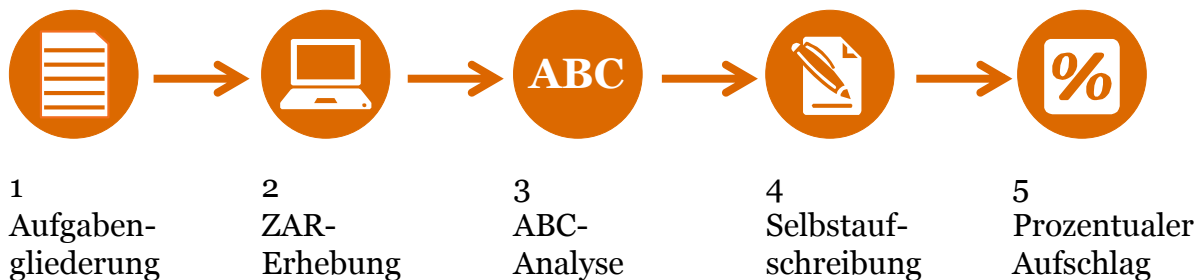 ABC
%
1
Aufgaben-
gliederung
2
ZAR-
Erhebung
3
ABC-
Analyse
4
Selbstauf-
schreibung
5
Prozentualer
Aufschlag